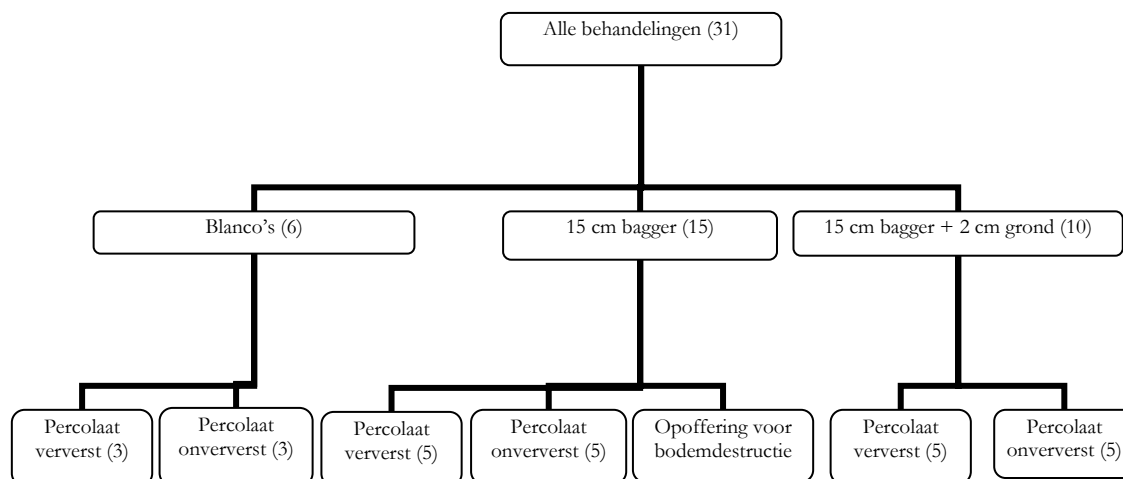 Alle behandelingen (31)
Blanco’s (6)
15 cm bagger (15)
15 cm bagger + 2 cm grond (10)
Percolaat
ververst (3)
Percolaat
onververst (3)
Percolaat
ververst (5)
Percolaat
onververst (5)
Opoffering voor
bodemdestructie
Percolaat
ververst (5)
Percolaat
onververst (5)